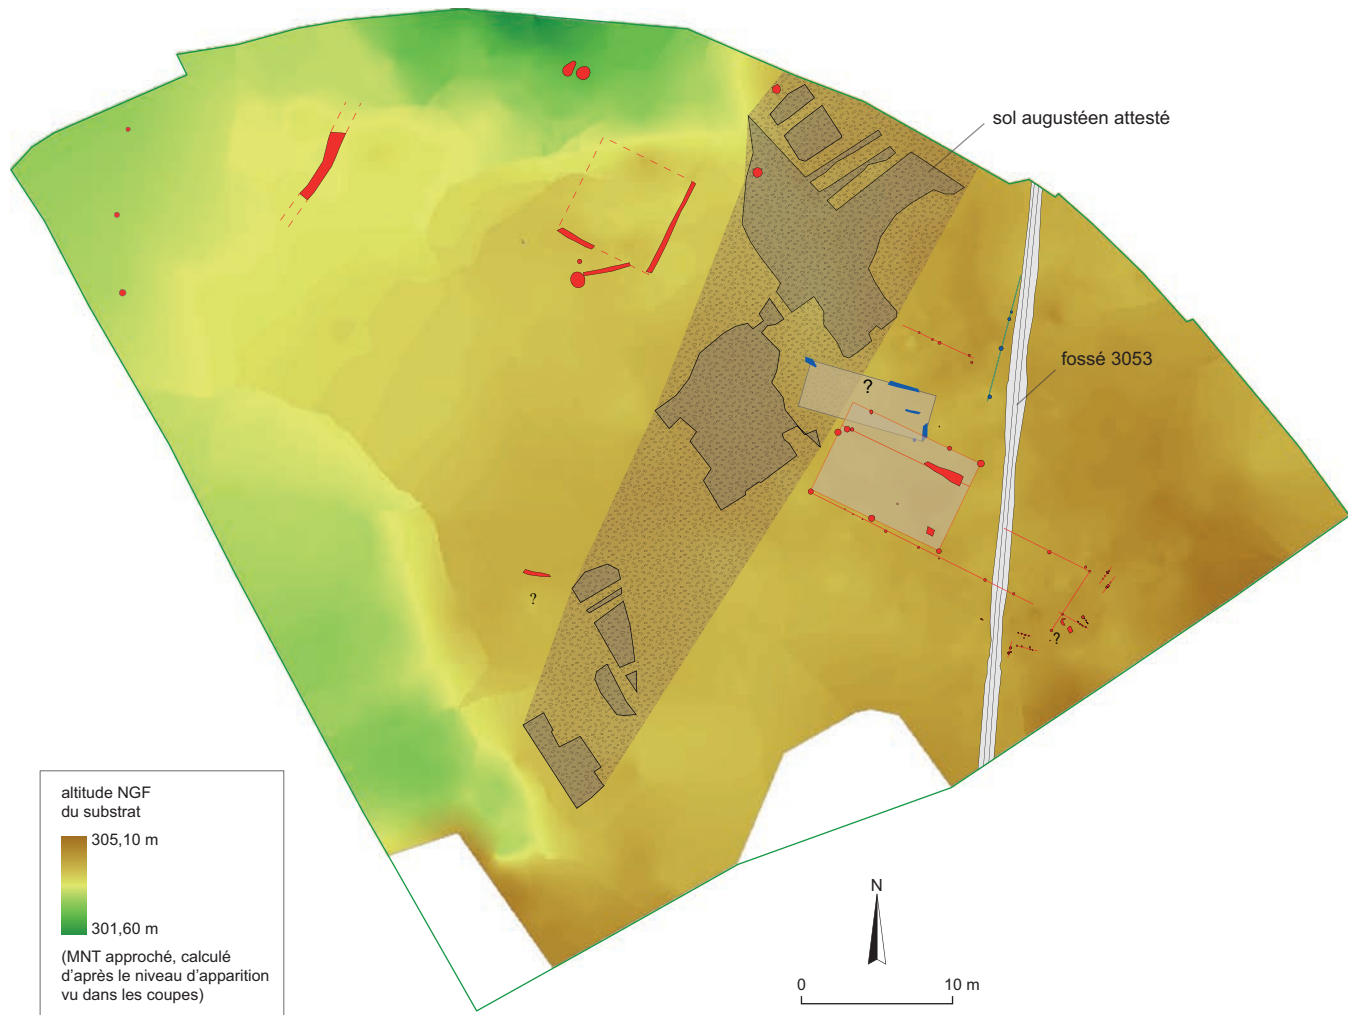 sol augustéen attesté
fossé 3053
?
?
?
altitude NGF
du substrat
305,10 m
301,60 m
(MNT approché, calculé
d'après le niveau d'apparition
vu dans les coupes)
N
0 10 m